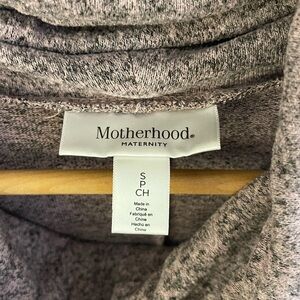 Motherhood®
MATERNITY
S
P
CH
Made in
China
Fabriqué en
Chine
Hecho en
China